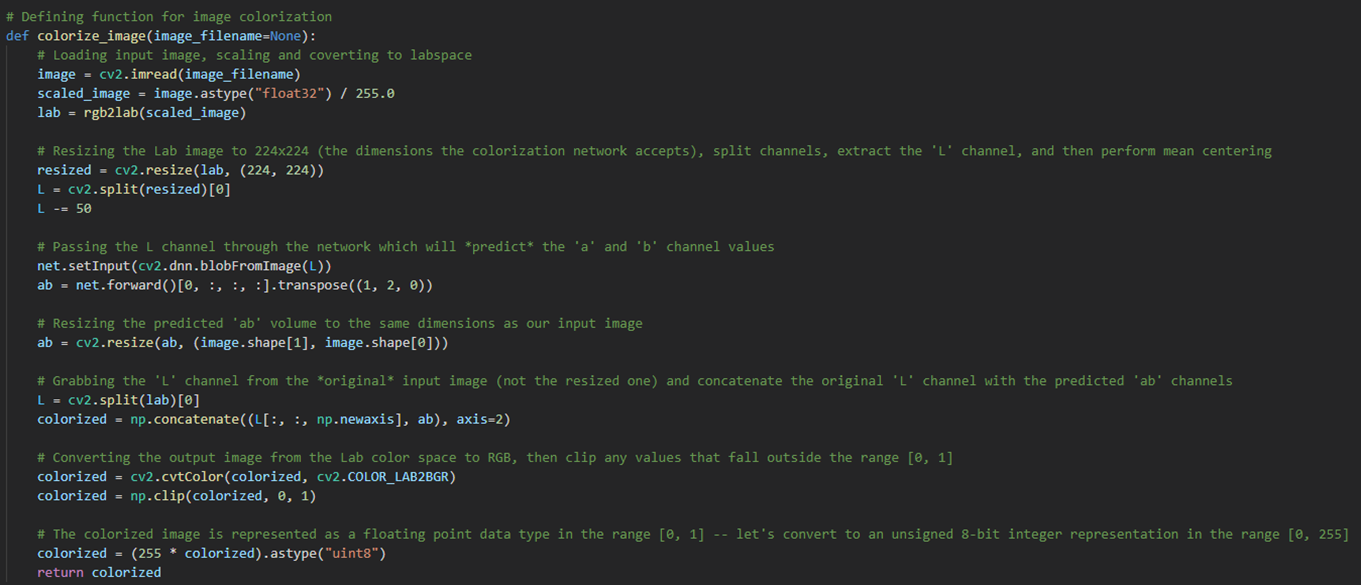 # Defining function for image colorization
def colorize_image(image_filename=None):
    # Loading input image, scaling and coverting to labspace
    image = cv2.imread(image_filename)
    scaled_image = image.astype("float32") / 255.0
    lab = rgb2lab(scaled_image)

    # Resizing the Lab image to 224x224 (the dimensions the colorization network accepts), split channels, extract the 'L' channel, and then perform mean centering
    resized = cv2.resize(lab, (224, 224))
    L = cv2.split(resized)[0]
    L -= 50

    # Passing the L channel through the network which will *predict* the 'a' and 'b' channel values
    net.setInput(cv2.dnn.blobFromImage(L))
    ab = net.forward()[0, :, :, :].transpose((1, 2, 0))

    # Resizing the predicted 'ab' volume to the same dimensions as our input image
    ab = cv2.resize(ab, (image.shape[1], image.shape[0]))

    # Grabbing the 'L' channel from the *original* input image (not the resized one) and concatenate the original 'L' channel with the predicted 'ab' channels
    L = cv2.split(lab)[0]
    colorized = np.concatenate((L[:, :, np.newaxis], ab), axis=2)

    # Converting the output image from the Lab color space to RGB, then clip any values that fall outside the range [0, 1]
    colorized = cv2.cvtColor(colorized, cv2.COLOR_LAB2BGR)
    colorized = np.clip(colorized, 0, 1)

    # The colorized image is represented as a floating point data type in the range [0, 1] -- let's convert to an unsigned 8-bit integer representation in the range [0, 255]
    colorized = (255 * colorized).astype("uint8")
    return colorized